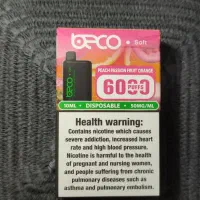 beco • Soft
PEACH PASSION FRUIT ORANGE
6000
PUFFS
10ML • DISPOSABLE • 50MG/ML
Health warning:
Contains nicotine which causes
severe addiction, increased heart
rate and high blood pressure.
Nicotine is harmful to the health
of pregnant and nursing women,
and people suffering from chronic
pulmonary diseases such as
asthma and pulmonary embolism.